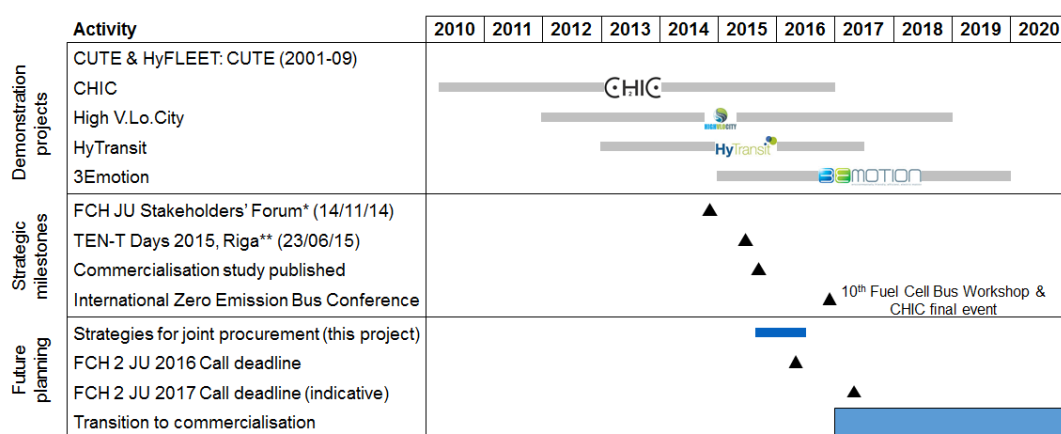 Activity 2010 2011 2012 2013 2014 2015 2016 2017 2018 2019 2020
Demonstration projects
CUTE & HyFLEET: CUTE (2001-09)
CHIC CHIC
High V.Lo.City HIGHVLOCITY
HyTransit HyTransit
3Emotion 3EMOTION
Strategic milestones
FCH JU Stakeholders’ Forum* (14/11/14)
TEN-T Days 2015, Riga** (23/06/15)
Commercialisation study published
International Zero Emission Bus Conference 10th Fuel Cell Bus Workshop &
CHIC final event
Future planning
Strategies for joint procurement (this project)
FCH 2 JU 2016 Call deadline
FCH 2 JU 2017 Call deadline (indicative)
Transition to commercialisation